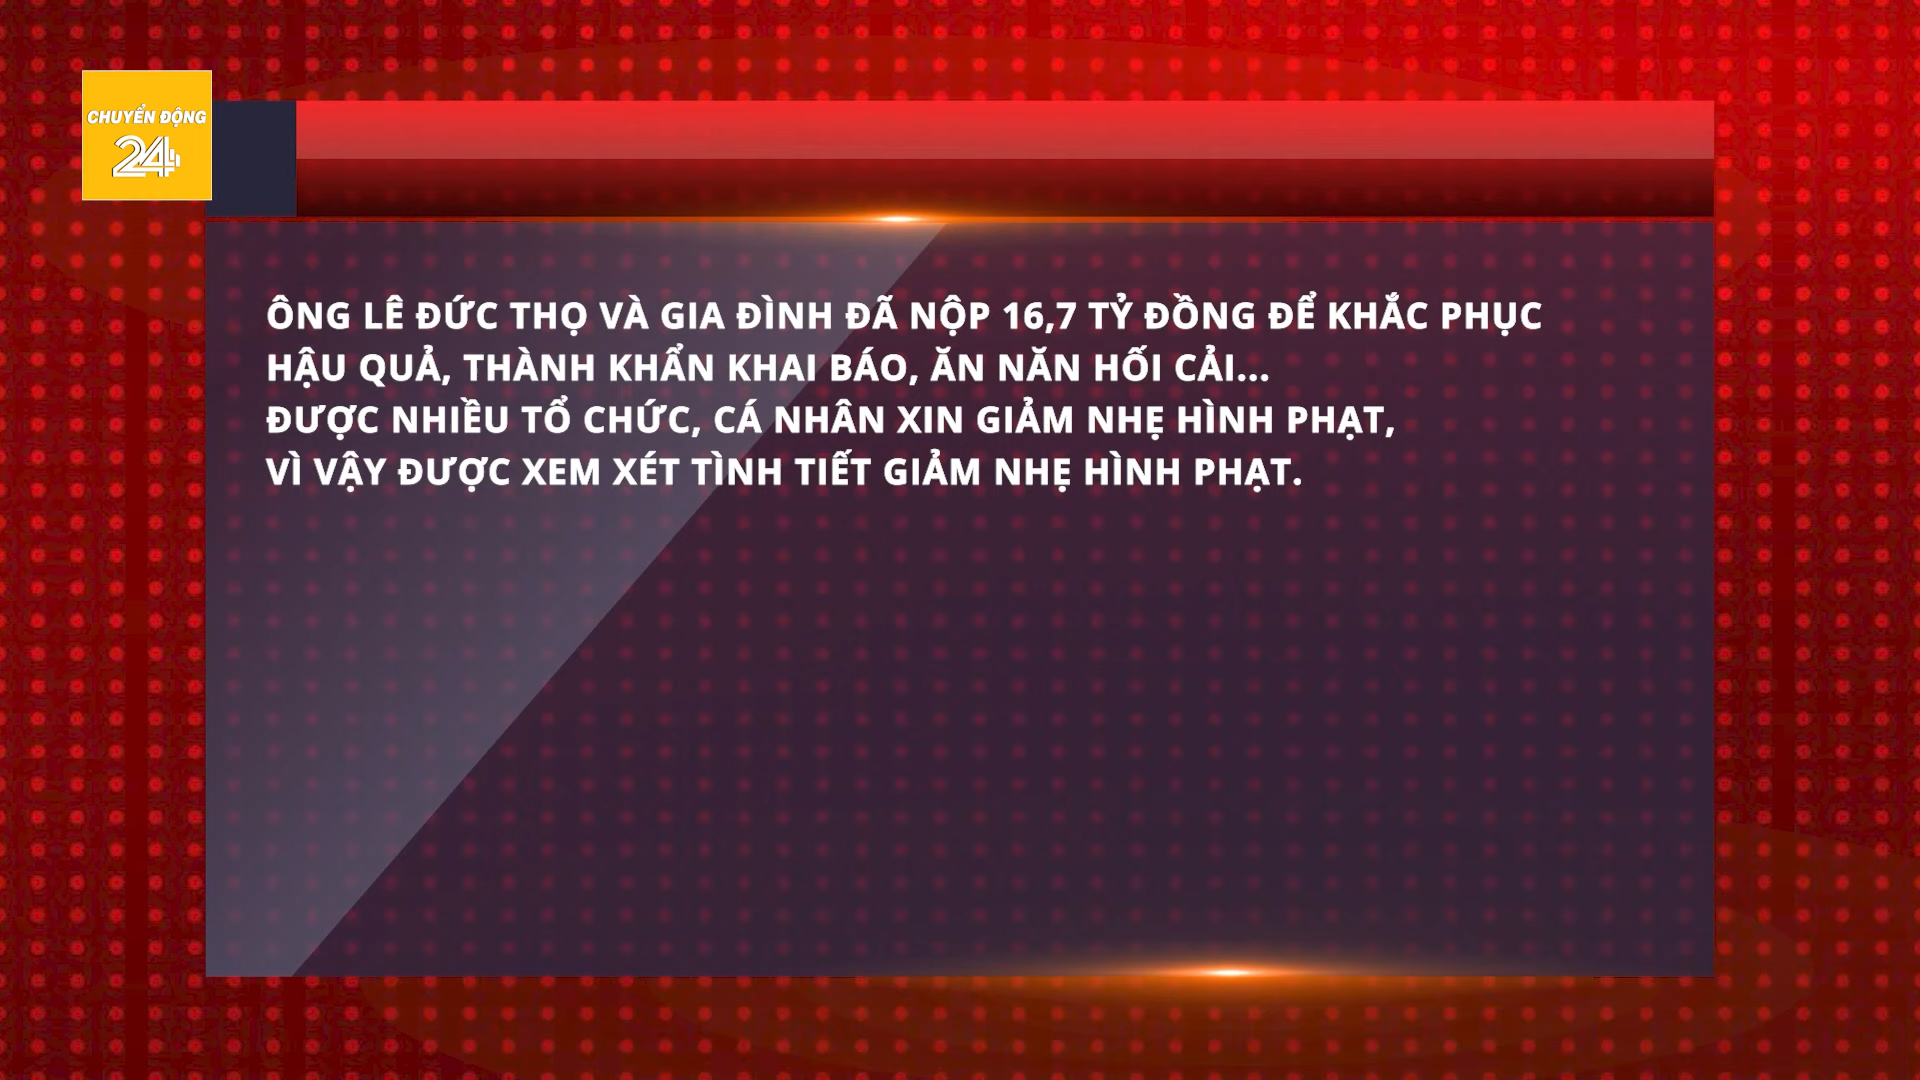 CHUYỂN ĐỘNG
24
ÔNG LÊ ĐỨC THỌ VÀ GIA ĐÌNH ĐÃ NỘP 16,7 TỶ ĐỒNG ĐỂ KHẮC PHỤC
HẬU QUẢ, THÀNH KHẨN KHAI BÁO, ĂN NĂN HỐI CẢI...
ĐƯỢC NHIỀU TỔ CHỨC, CÁ NHÂN XIN GIẢM NHẸ HÌNH PHẠT,
VÌ VẬY ĐƯỢC XEM XÉT TÌNH TIẾT GIẢM NHẸ HÌNH PHẠT.